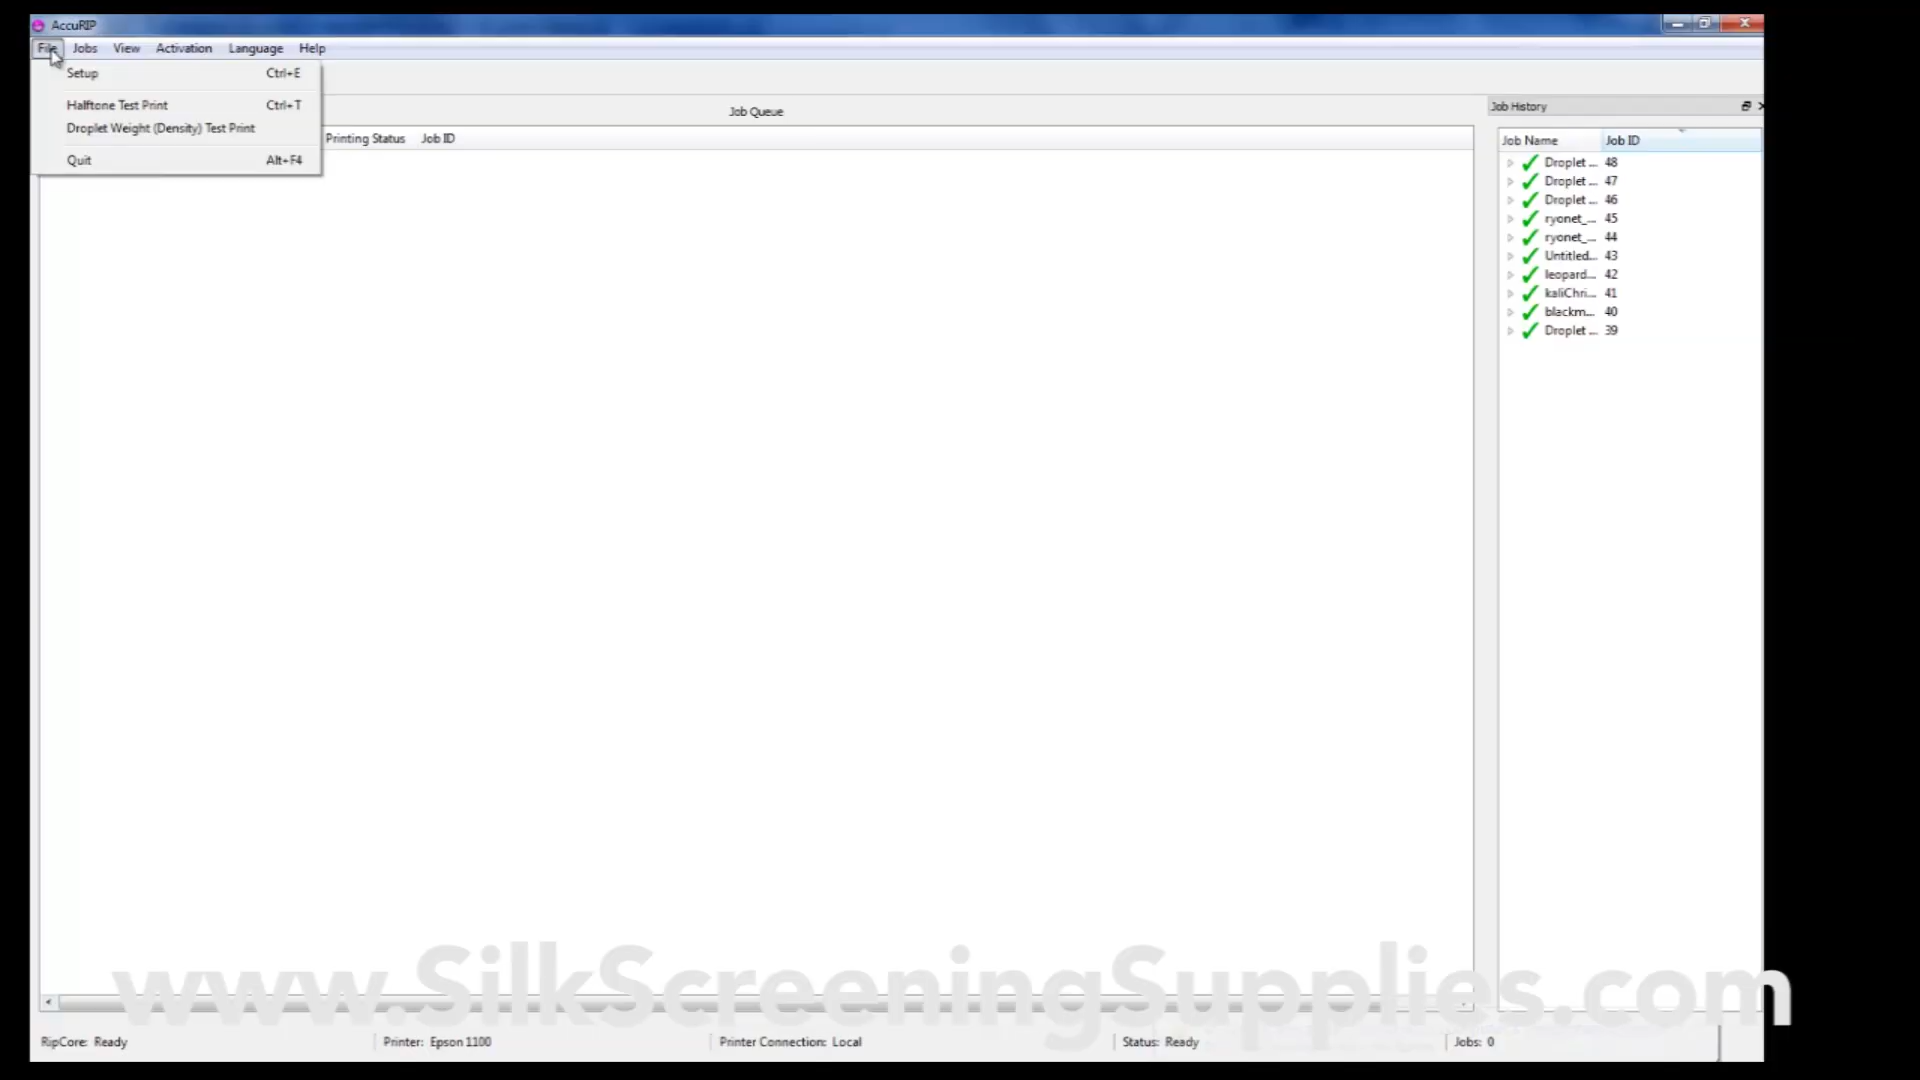 AccuRIP
File Jobs View Activation Language Help
Setup Ctrl+E
Halftone Test Print Ctrl+T
Droplet Weight (Density) Test Print
Quit Alt+F4
Job Queue
Printing Status Job ID
Job History
Job Name Job ID
Droplet ... 48
Droplet ... 47
Droplet ... 46
ryonet_... 45
ryonet_... 44
Untitled... 43
leopard... 42
kaliChri... 41
blackm... 40
Droplet ... 39
www.SilkScreeningSupplies.com
RipCore: Ready Printer: Epson 1100 Printer Connection: Local Status: Ready Jobs: 0